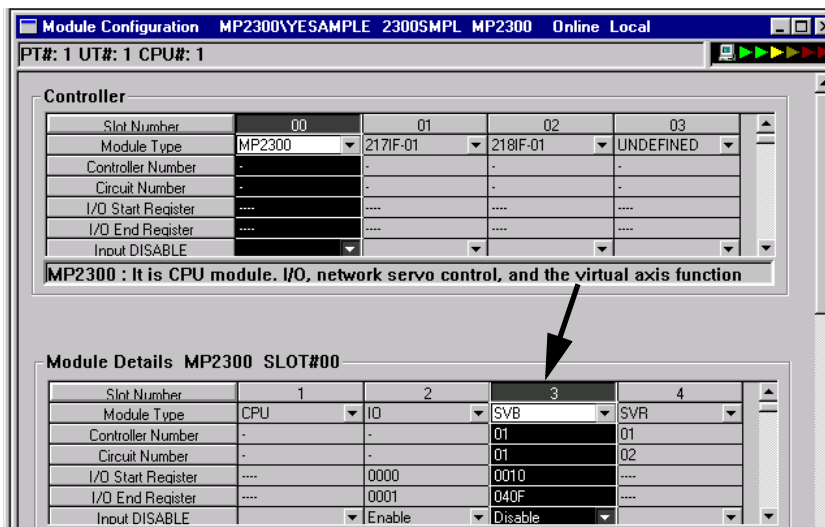 Module Configuration MP2300\YESAMPLE 2300SMPL MP2300 Online Local
PT#: 1 UT#: 1 CPU#: 1
Controller
Slot Number 00 01 02 03
Module Type MP2300 217IF-01 218IF-01 UNDEFINED
Controller Number - - - -
Circuit Number - - - -
I/O Start Register ---- ---- ---- ----
I/O End Register ---- ---- ---- ----
Input DISABLE
MP2300 : It is CPU module. I/O, network servo control, and the virtual axis function
Module Details MP2300 SLOT#00
Slot Number 1 2 3 4
Module Type CPU IO SVB SVR
Controller Number - - 01 01
Circuit Number - - 01 02
I/O Start Register ---- 0000 0010 ----
I/O End Register ---- 0001 040F ----
Input DISABLE Enable Disable